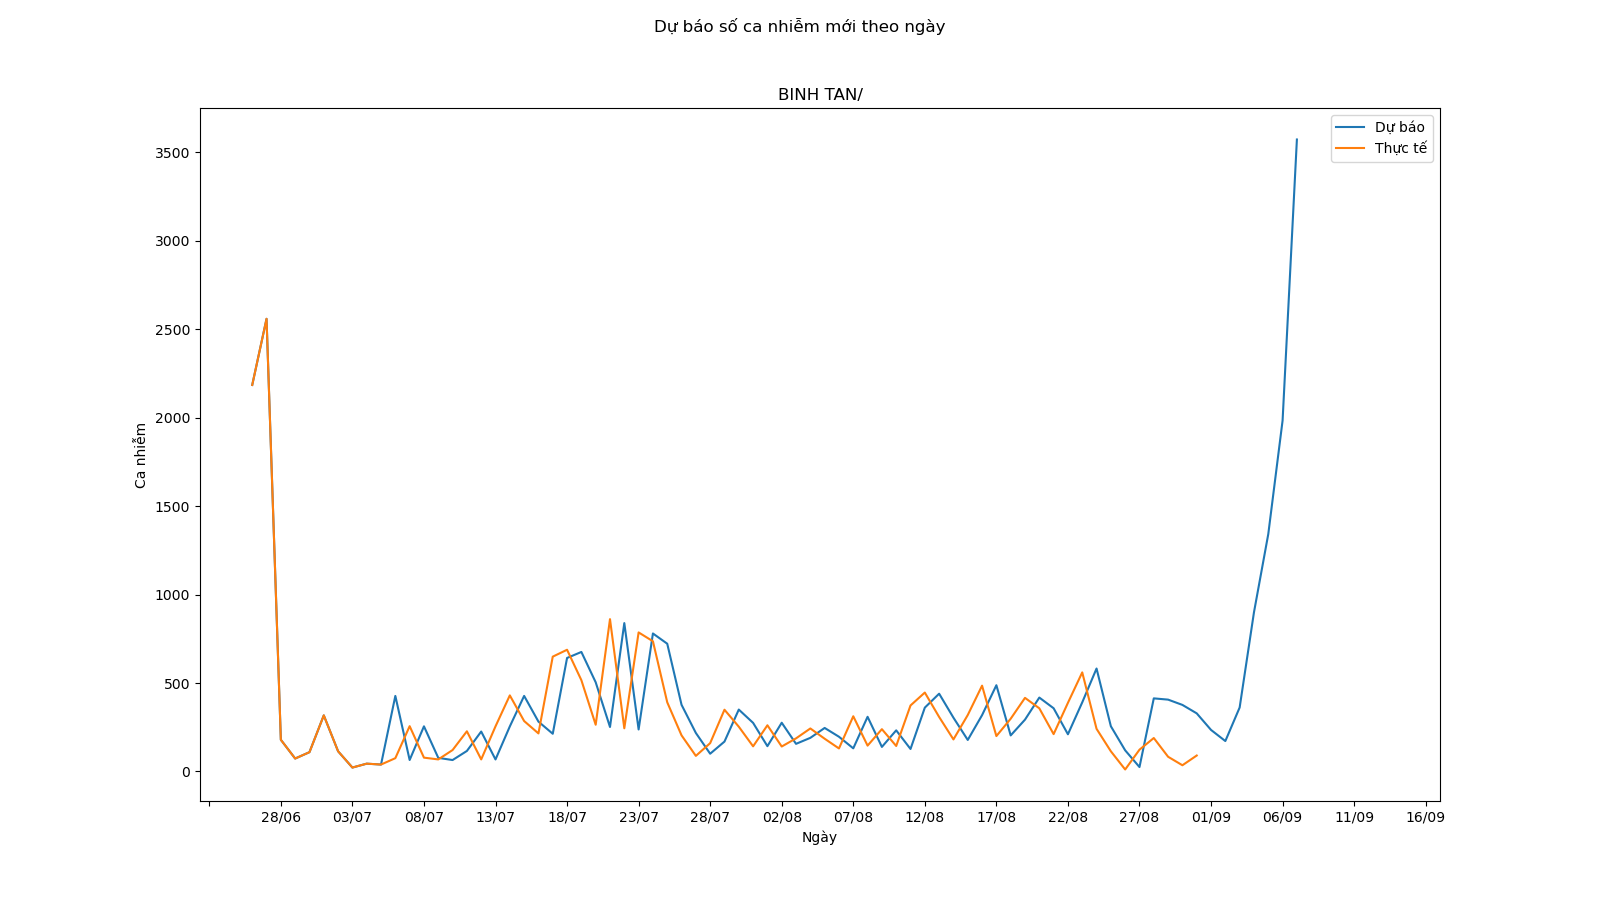 Dự báo số ca nhiễm mới theo ngày
BINH TAN/
Dự báo
Thực tế
3500
3000
2500
2000
1500
1000
500
0
Ca nhiễm
28/06 03/07 08/07 13/07 18/07 23/07 28/07 02/08 07/08 12/08 17/08 22/08 27/08 01/09 06/09 11/09 16/09
Ngày